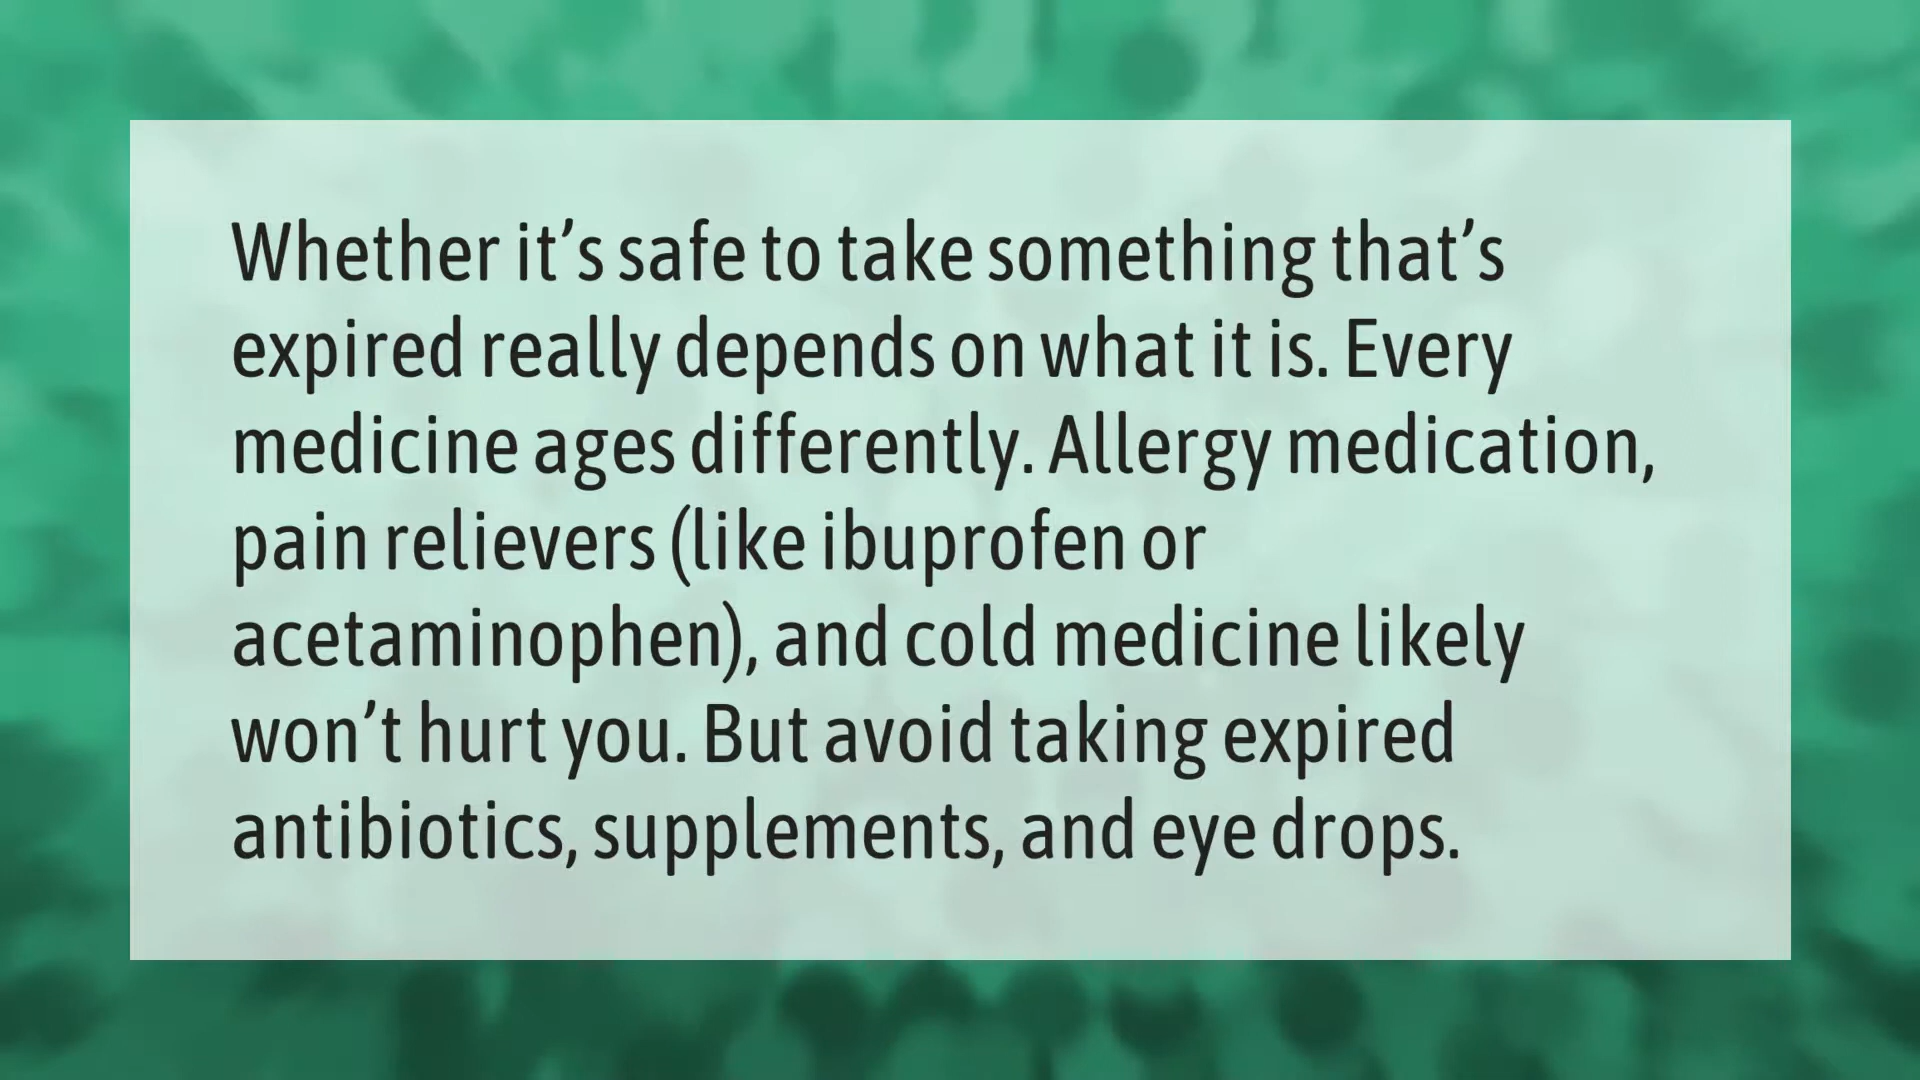 Whether it’s safe to take something that’s
expired really depends on what it is. Every
medicine ages differently. Allergy medication,
pain relievers (like ibuprofen or
acetaminophen), and cold medicine likely
won’t hurt you. But avoid taking expired
antibiotics, supplements, and eye drops.